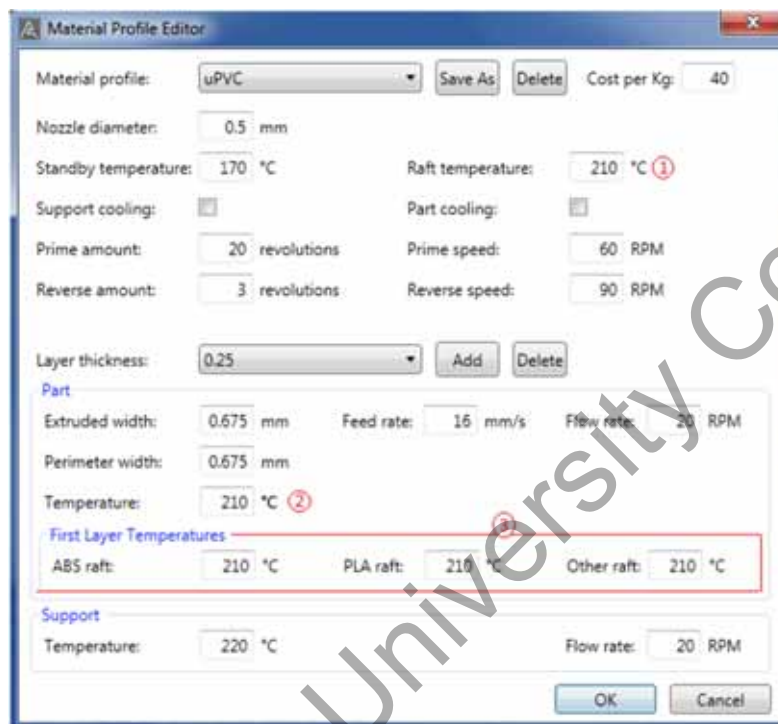 Material Profile Editor
Material profile: uPVC Save As Delete Cost per Kg: 40
Nozzle diameter: 0.5 mm
Standby temperature: 170 °C Raft temperature: 210 °C ①
Support cooling: Part cooling:
Prime amount: 20 revolutions Prime speed: 60 RPM
Reverse amount: 3 revolutions Reverse speed: 90 RPM
Layer thickness: 0.25 Add Delete
Part
Extruded width: 0.675 mm Feed rate: 16 mm/s Flow rate: 20 RPM
Perimeter width: 0.675 mm
Temperature: 210 °C ②
First Layer Temperatures ③
ABS raft: 210 °C PLA raft: 210 °C Other raft: 210 °C
Support
Temperature: 220 °C Flow rate: 20 RPM
OK Cancel
University Co